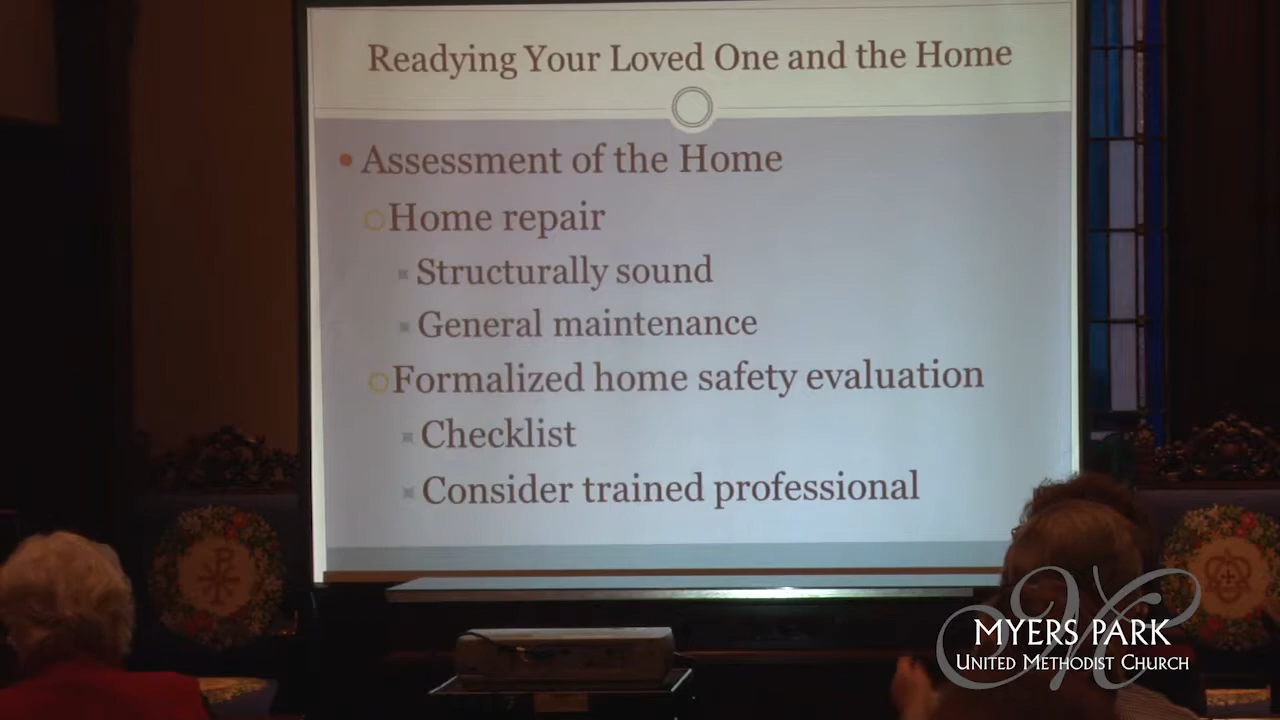 Readying Your Loved One and the Home
Assessment of the Home
Home repair
Structurally sound
General maintenance
Formalized home safety evaluation
Checklist
Consider trained professional
MYERS PARK
UNITED METHODIST CHURCH